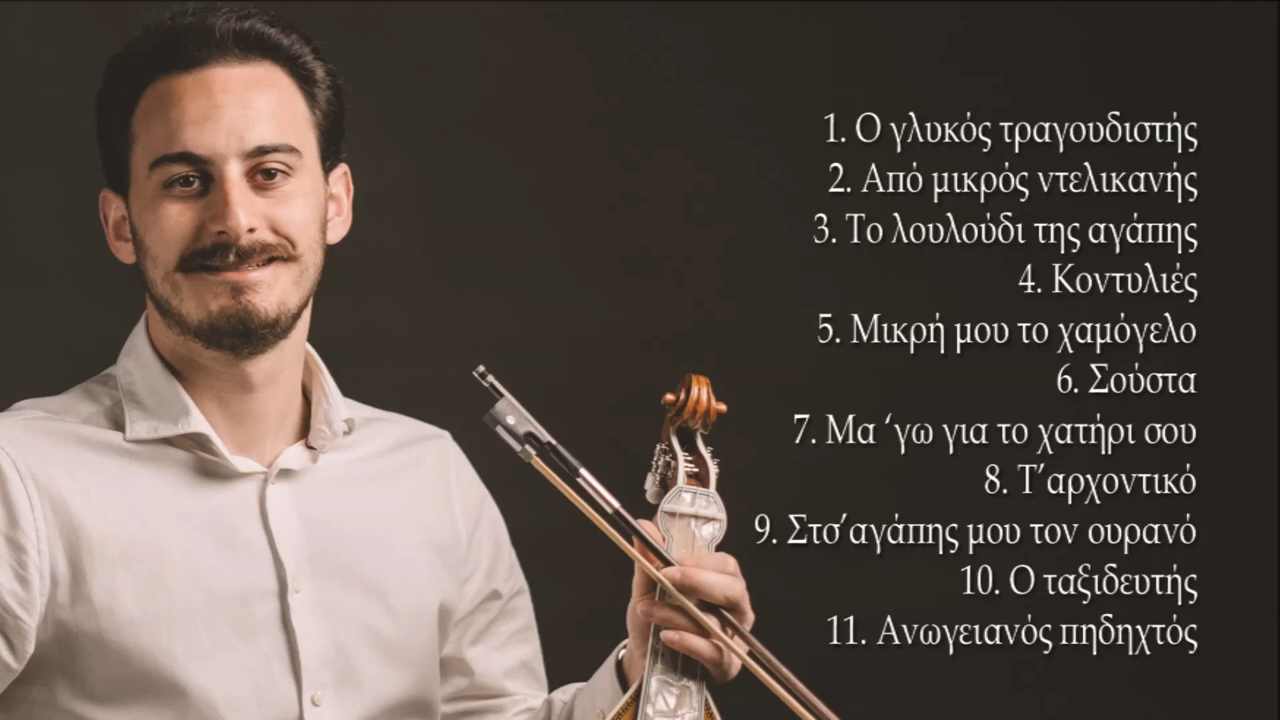 1. Ο γλυκός τραγουδιστής
2. Από μικρός ντελικανής
3. Το λουλούδι της αγάπης
4. Κοντυλιές
5. Μικρή μου το χαμόγελο
6. Σούστα
7. Μα ‘γω για το χατήρι σου
8. Τ΄αρχοντικό
9. Στσ΄αγάπης μου τον ουρανό
10. Ο ταξιδευτής
11. Ανωγειανός πηδηχτός